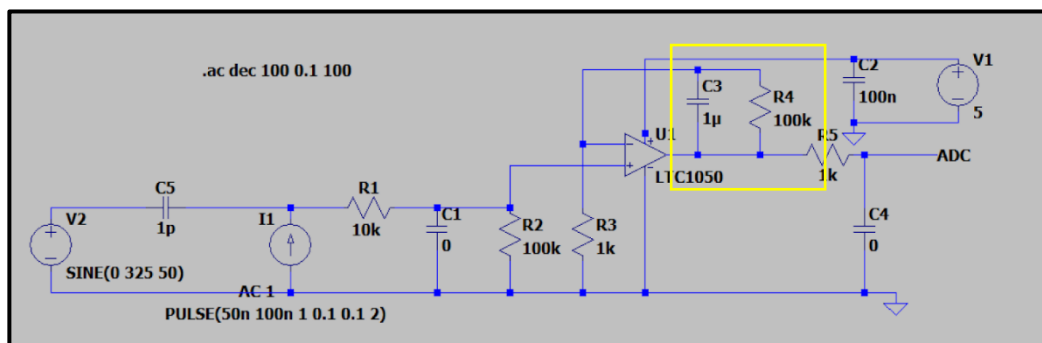 .ac dec 100 0.1 100
C5
1p
V2
SINE(0 325 50)
I1
AC 1
PULSE(50n 100n 1 0.1 0.1 2)
R1
10k
C1
0
R2
100k
R3
1k
U1
LTC1050
C3
1µ
R4
100k
C2
100n
V1
5
R5
1k
ADC
C4
0